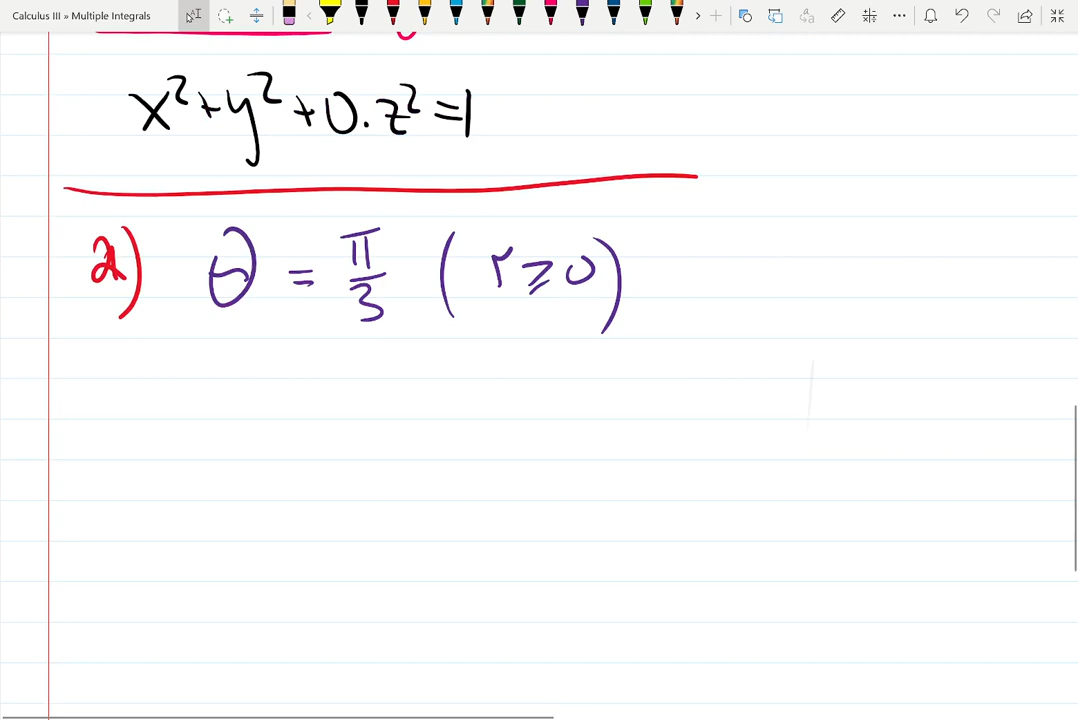 Calculus III » Multiple Integrals
x²+y²+0.z²=1
2) θ = π/3 ( r ⩾ 0 )